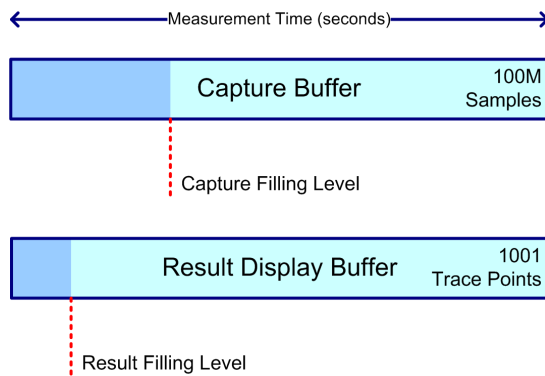 Measurement Time (seconds)
Capture Buffer
100M
Samples
Capture Filling Level
Result Display Buffer
1001
Trace Points
Result Filling Level